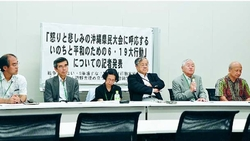 「怒りと悲しみの沖縄県民大会に呼応する
いのちと平和のための6・19大行動」
についての記者発表